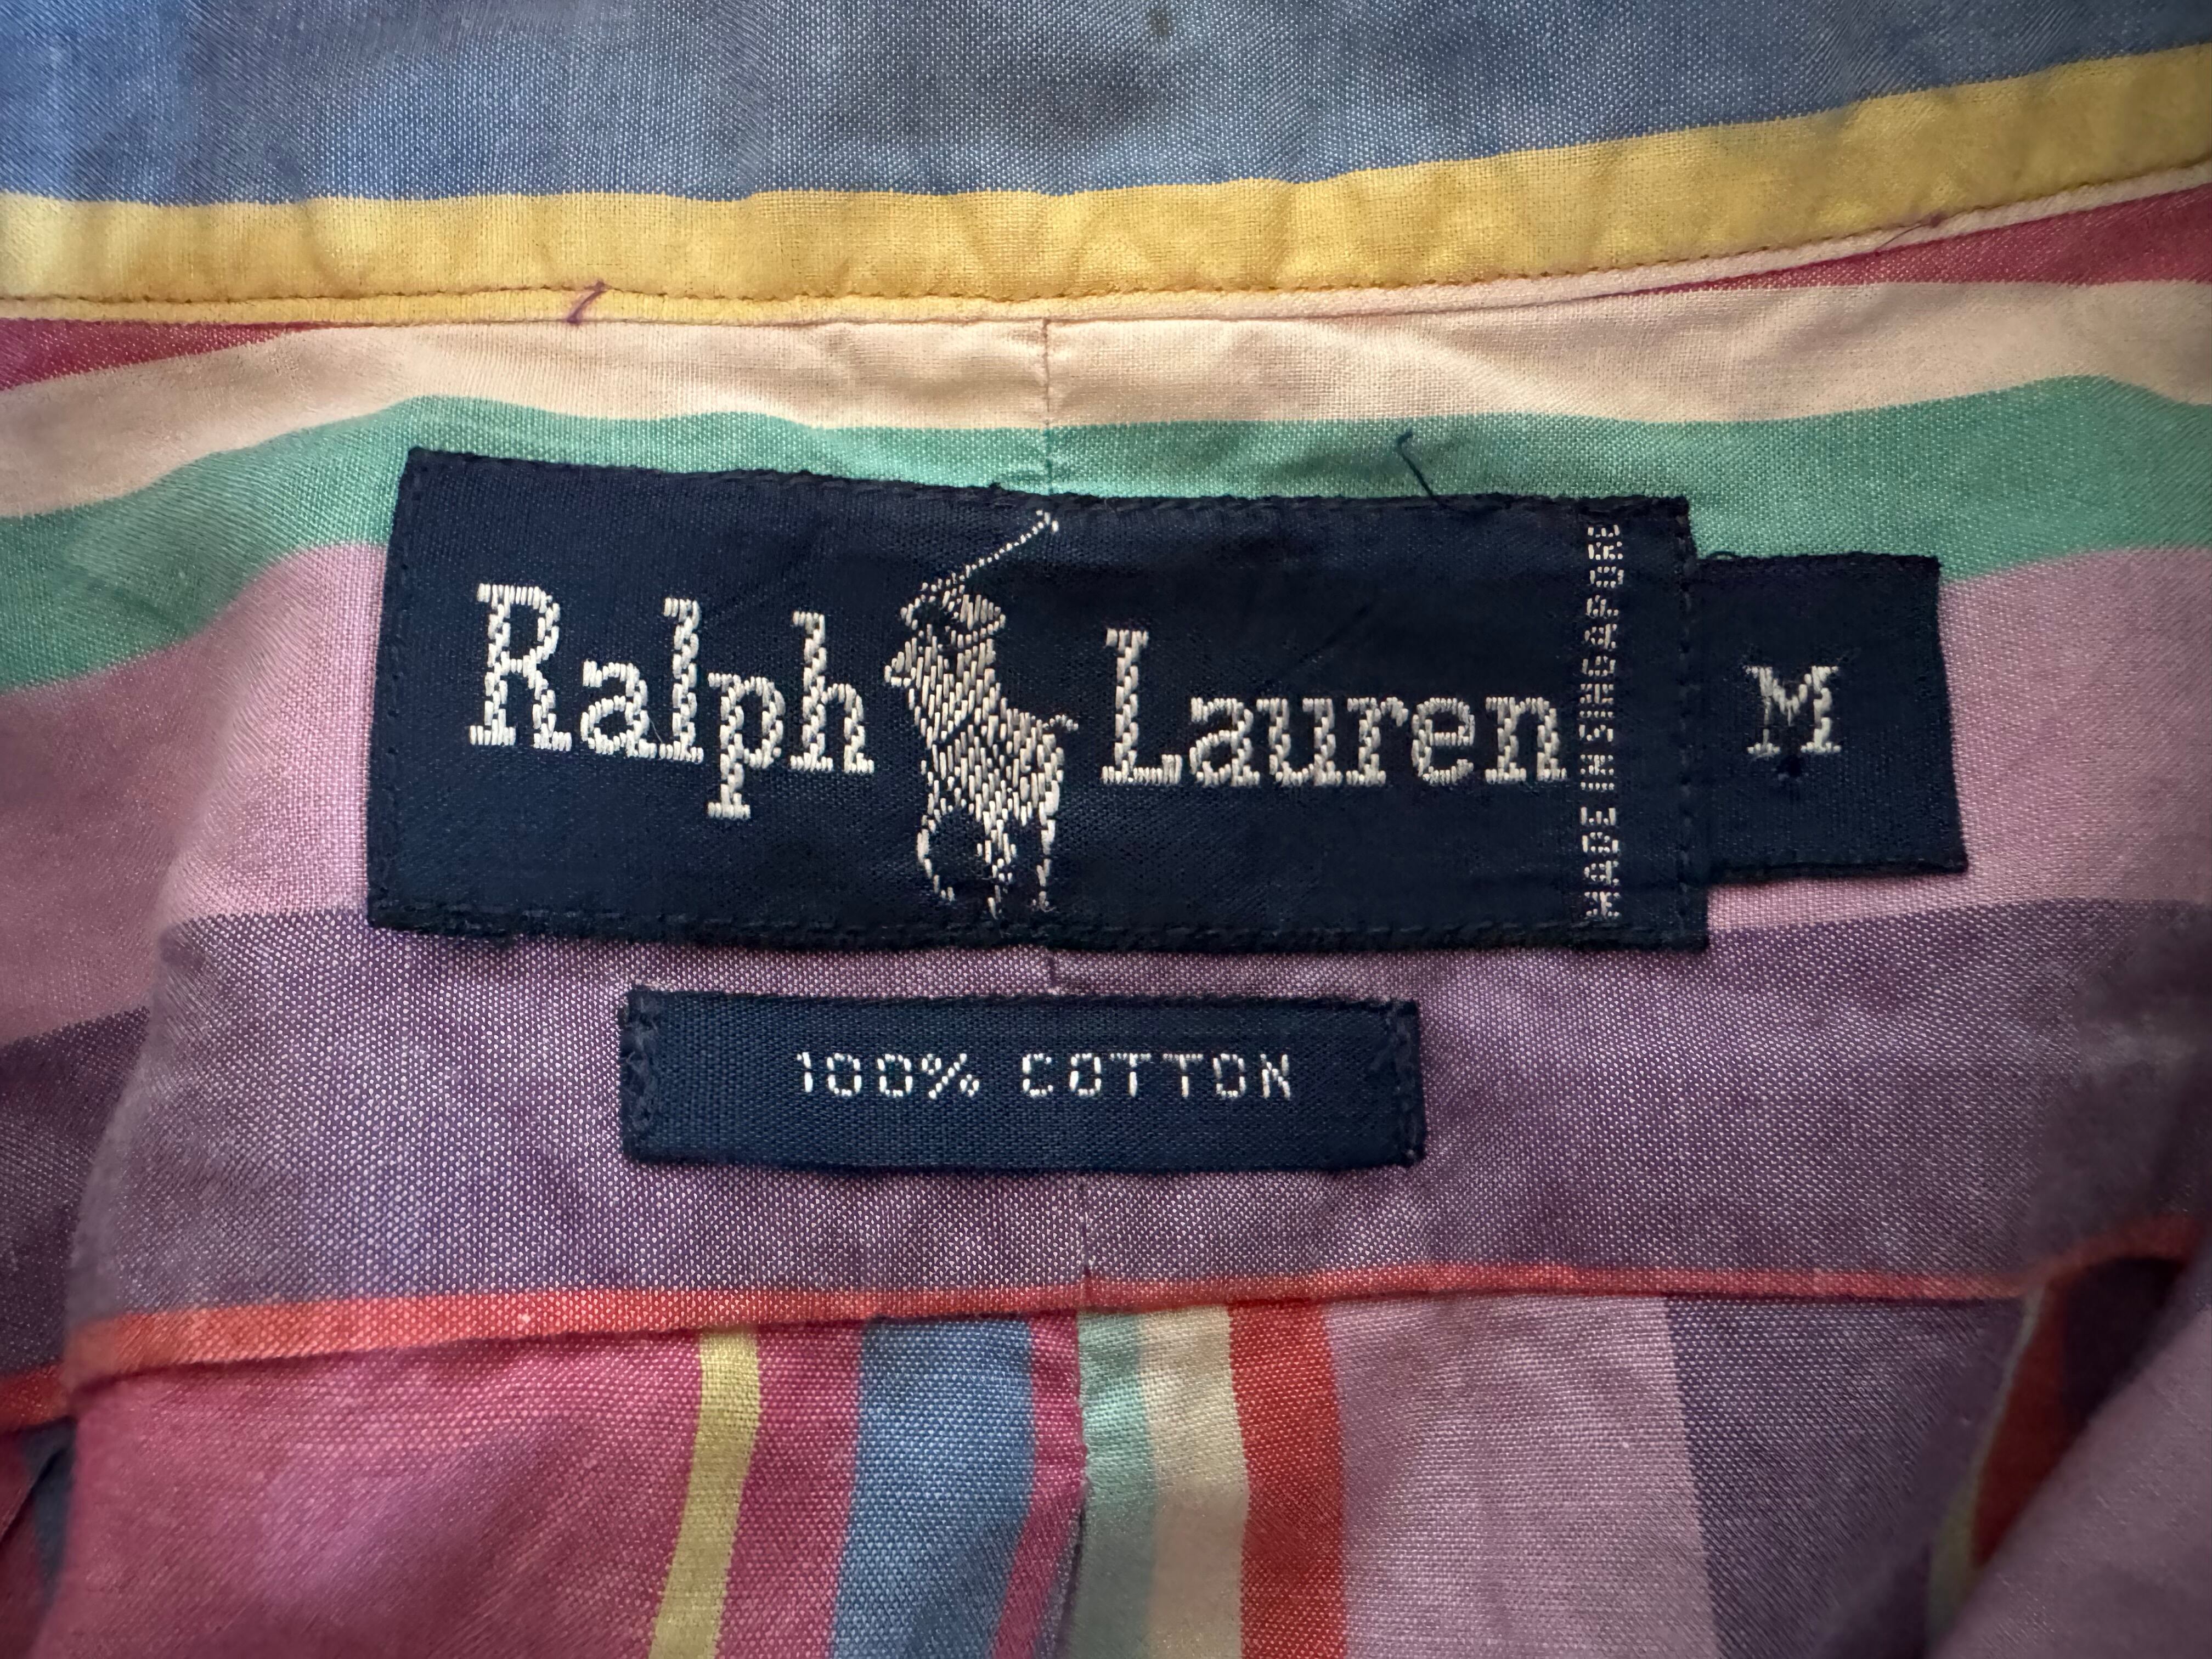 Ralph Lauren
MADE IN SINGAPORE
M
100% COTTON